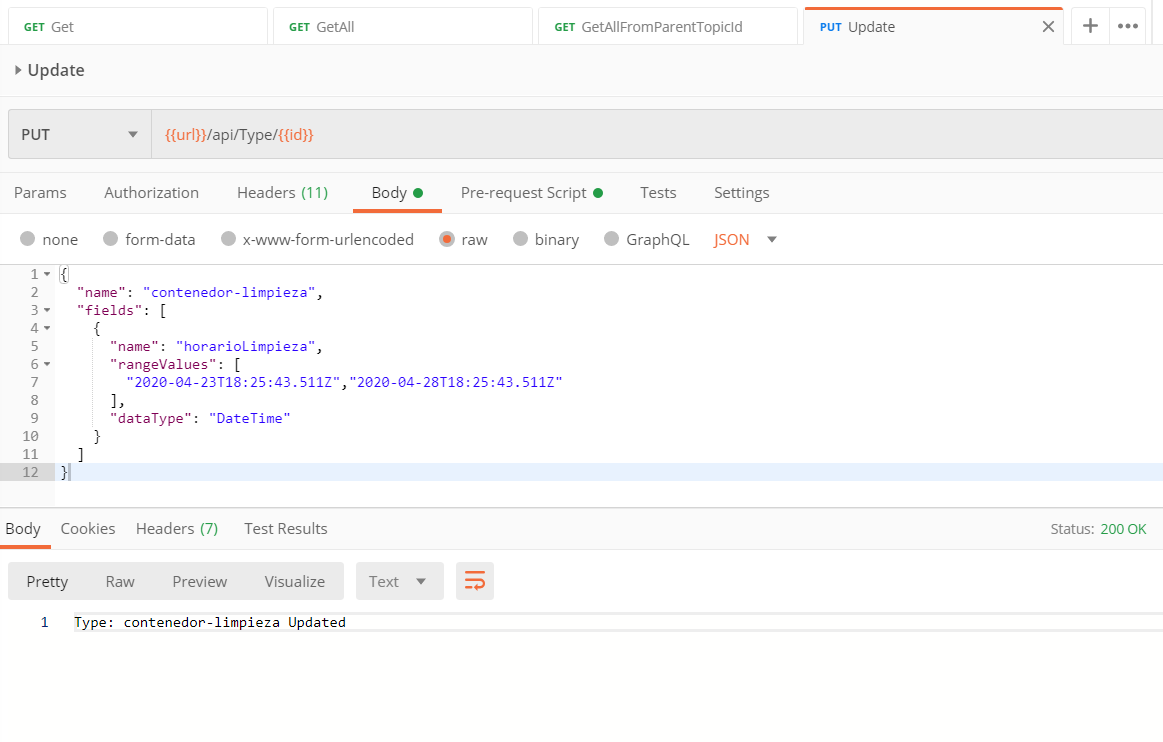 GET Get GET GetAll GET GetAllFromParentTopicId PUT Update
Update
PUT {{url}}/api/Type/{{id}}
Params Authorization Headers (11) Body Pre-request Script Tests Settings
none form-data x-www-form-urlencoded raw binary GraphQL JSON
1 {
2 "name": "contenedor-limpieza",
3 "fields": [
4 {
5 "name": "horarioLimpieza",
6 "rangeValues": [
7 "2020-04-23T18:25:43.511Z","2020-04-28T18:25:43.511Z"
8 ],
9 "dataType": "DateTime"
10 }
11 ]
12 }
Body Cookies Headers (7) Test Results Status: 200 OK
Pretty Raw Preview Visualize Text
1 Type: contenedor-limpieza Updated